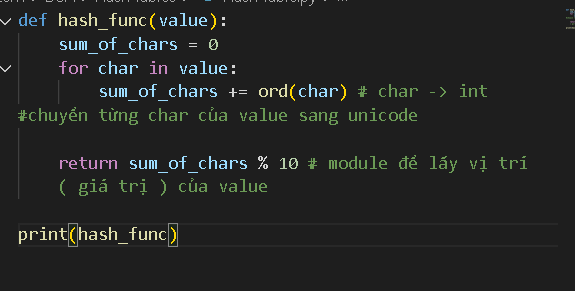 def hash_func(value):
sum_of_chars = 0
for char in value:
sum_of_chars += ord(char) # char -> int
#chuyển từng char của value sang unicode
return sum_of_chars % 10 # module để lấy vị trí
( giá trị ) của value
print(hash_func)